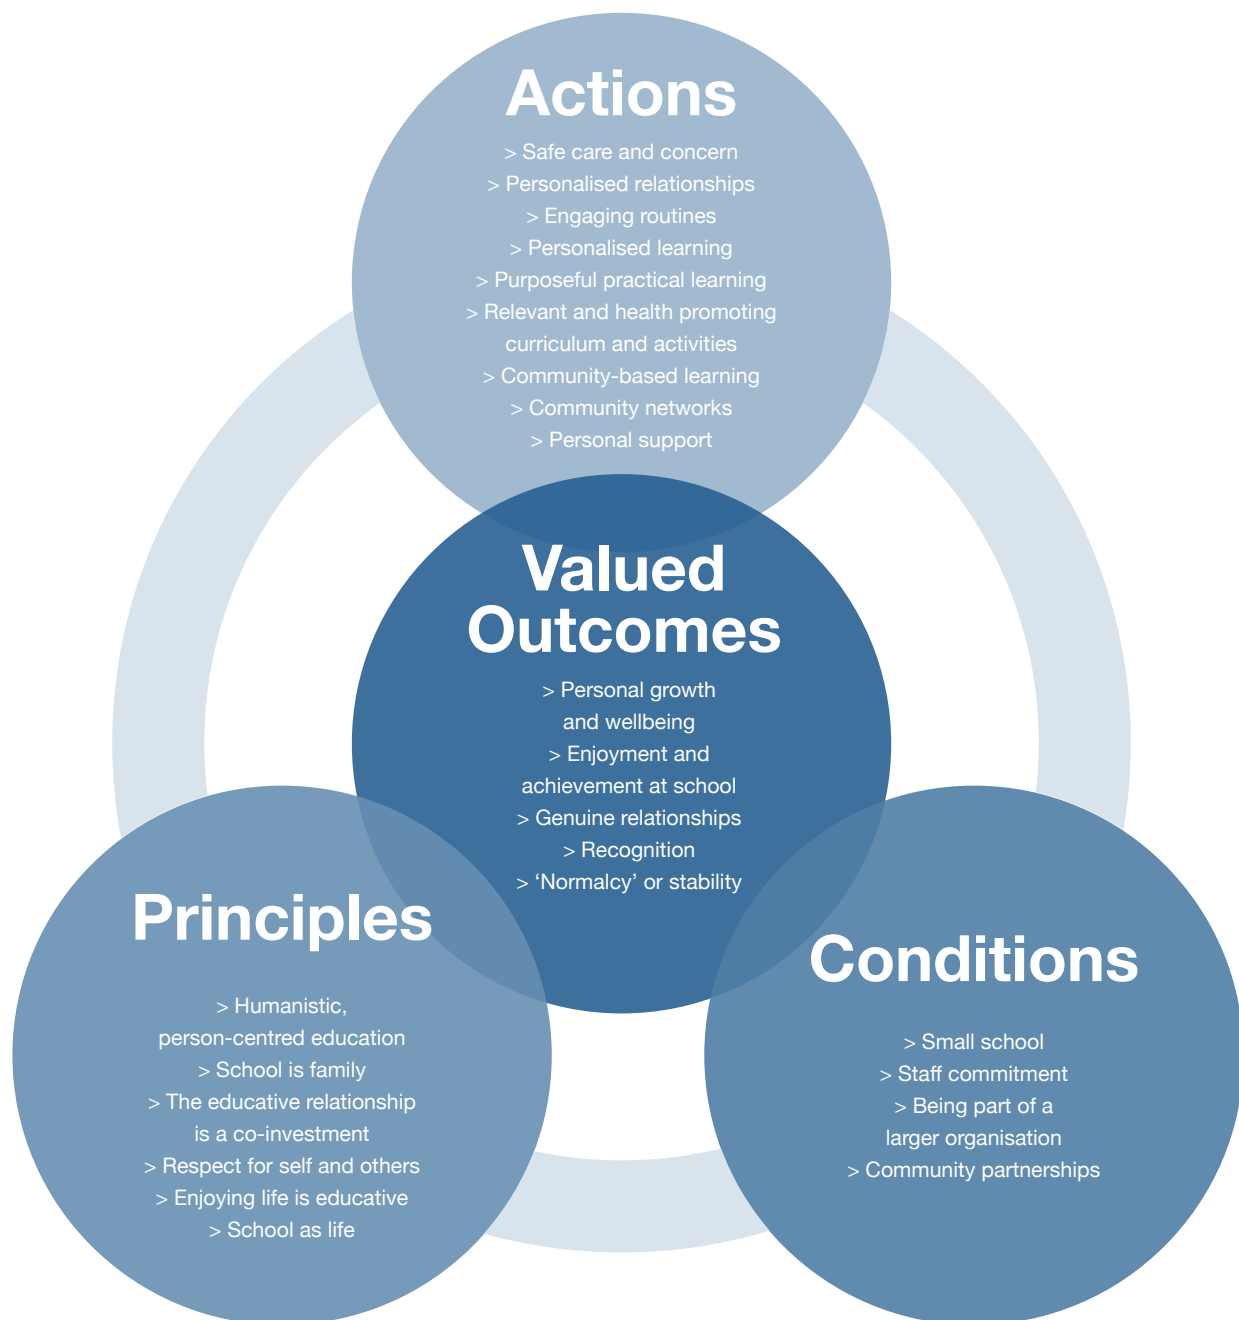 Actions
> Safe care and concern
> Personalised relationships
> Engaging routines
> Personalised learning
> Purposeful practical learning
> Relevant and health promoting
curriculum and activities
> Community-based learning
> Community networks
> Personal support
Valued
Outcomes
> Personal growth
and wellbeing
> Enjoyment and
achievement at school
> Genuine relationships
> Recognition
> ‘Normalcy’ or stability
Principles
> Humanistic,
person-centred education
> School is family
> The educative relationship
is a co-investment
> Respect for self and others
> Enjoying life is educative
> School as life
Conditions
> Small school
> Staff commitment
> Being part of a
larger organisation
> Community partnerships